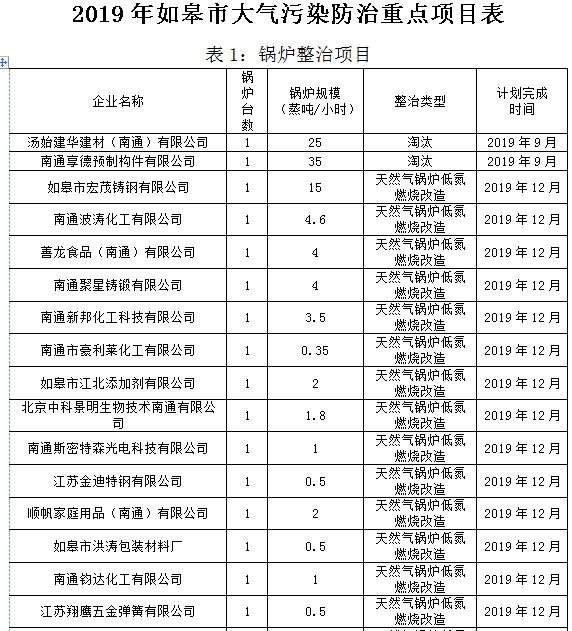 2019年如皋市大气污染防治重点项目表
表1：锅炉整治项目
企业名称 锅炉台数 锅炉规模（蒸吨/小时） 整治类型 计划完成时间
汤始建华建材（南通）有限公司 1 25 淘汰 2019年9月
南通享德预制构件有限公司 1 35 淘汰 2019年9月
如皋市宏茂铸钢有限公司 1 15 天然气锅炉低氮燃烧改造 2019年12月
南通波涛化工有限公司 1 4.6 天然气锅炉低氮燃烧改造 2019年12月
善龙食品（南通）有限公司 1 4 天然气锅炉低氮燃烧改造 2019年12月
南通聚星铸锻有限公司 1 4 天然气锅炉低氮燃烧改造 2019年12月
南通新邦化工科技有限公司 1 3.5 天然气锅炉低氮燃烧改造 2019年12月
南通市豪利莱化工有限公司 1 0.35 天然气锅炉低氮燃烧改造 2019年12月
如皋市江北添加剂有限公司 1 2 天然气锅炉低氮燃烧改造 2019年12月
北京中科景明生物技术南通有限公司 1 1.8 天然气锅炉低氮燃烧改造 2019年12月
南通斯密特森光电科技有限公司 1 1 天然气锅炉低氮燃烧改造 2019年12月
江苏金迪特钢有限公司 1 0.5 天然气锅炉低氮燃烧改造 2019年12月
顺帆家庭用品（南通）有限公司 1 2 天然气锅炉低氮燃烧改造 2019年12月
如皋市洪涛包装材料厂 1 0.5 天然气锅炉低氮燃烧改造 2019年12月
南通钧达化工有限公司 1 1 天然气锅炉低氮燃烧改造 2019年12月
江苏翔鹰五金弹簧有限公司 1 0.5 天然气锅炉低氮燃烧改造 2019年12月